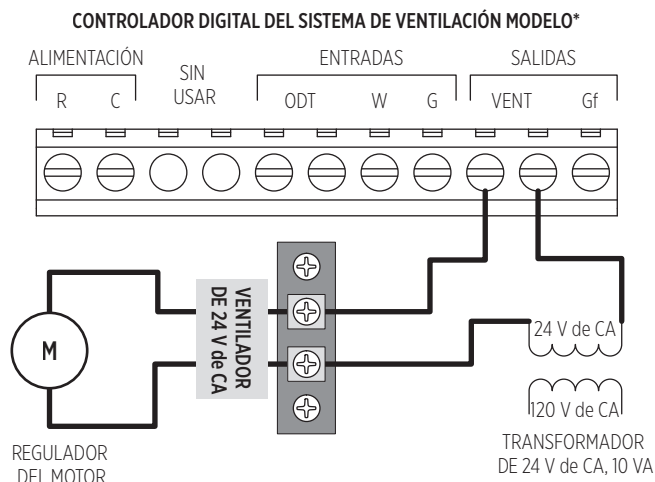 CONTROLADOR DIGITAL DEL SISTEMA DE VENTILACIÓN MODELO*
ALIMENTACIÓN
SIN
USAR
ENTRADAS
SALIDAS
R C ODT W G VENT Gf
VENTILADOR
DE 24 V de CA
M
24 V de CA
120 V de CA
REGULADOR
DEL MOTOR
TRANSFORMADOR
DE 24 V de CA, 10 VA